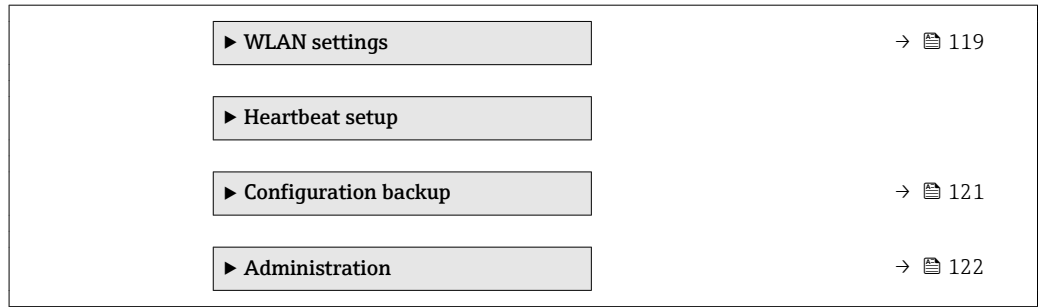 ▶ WLAN settings → 119
▶ Heartbeat setup
▶ Configuration backup → 121
▶ Administration → 122